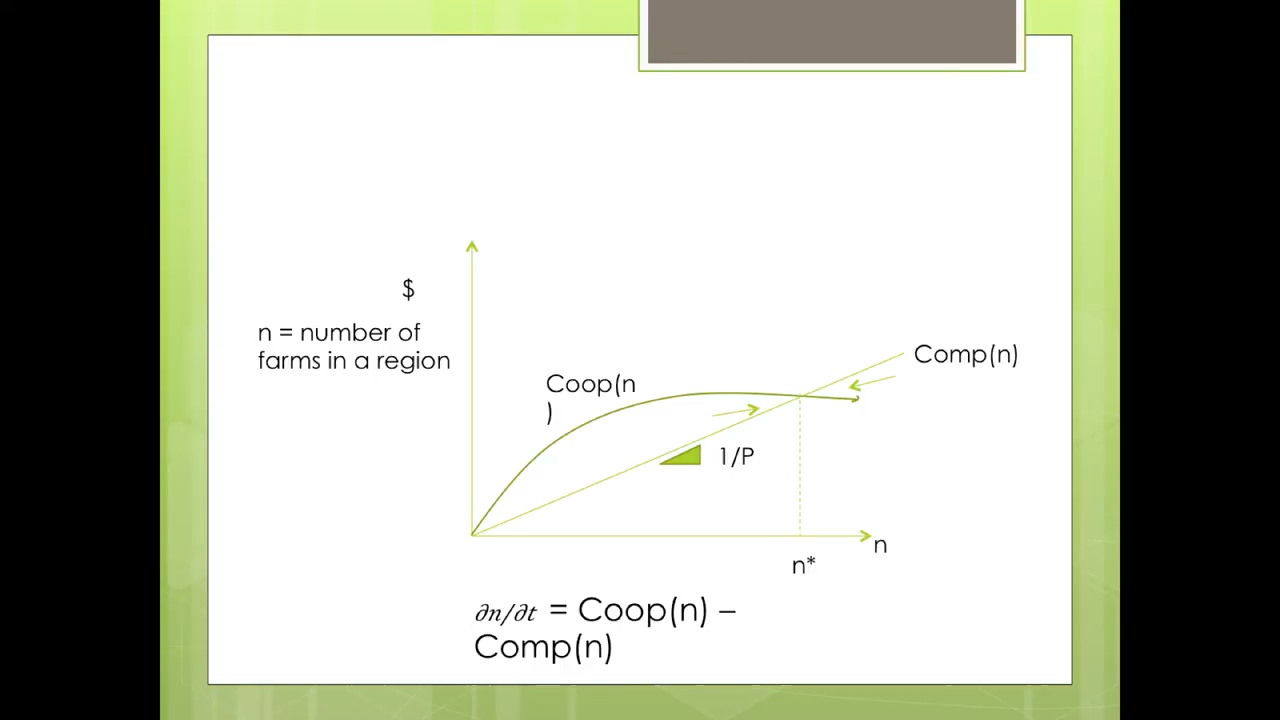 $
n = number of
farms in a region
Coop(n
)
Comp(n)
1/P
n
n*
∂n/∂t = Coop(n) –
Comp(n)